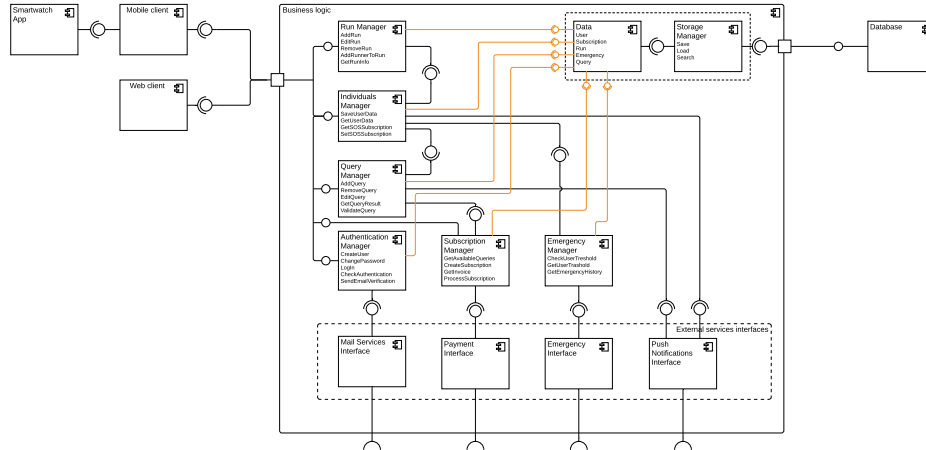 Smartwatch
App
Mobile client
Web client
Business logic
Run Manager
AddRun
EditRun
RemoveRun
AddRunnerToRun
GetRunInfo
Individuals
Manager
SaveUserData
GetUserData
GetSOSSubscription
SetSOSSubscription
Query
Manager
AddQuery
RemoveQuery
EditQuery
GetQueryResult
ValidateQuery
Authentication
Manager
CreateUser
ChangePassword
LogIn
CheckAuthentication
SendEmailVerification
Data
User
Subscription
Run
Emergency
Query
Storage
Manager
Save
Load
Search
Database
Subscription
Manager
GetAvailableQueries
CreateSubscription
GetInvoice
ProcessSubscription
Emergency
Manager
CheckUserTreshold
GetUserTrashold
GetEmergencyHistory
External services interfaces
Mail Services
Interface
Payment
Interface
Emergency
Interface
Push
Notifications
Interface